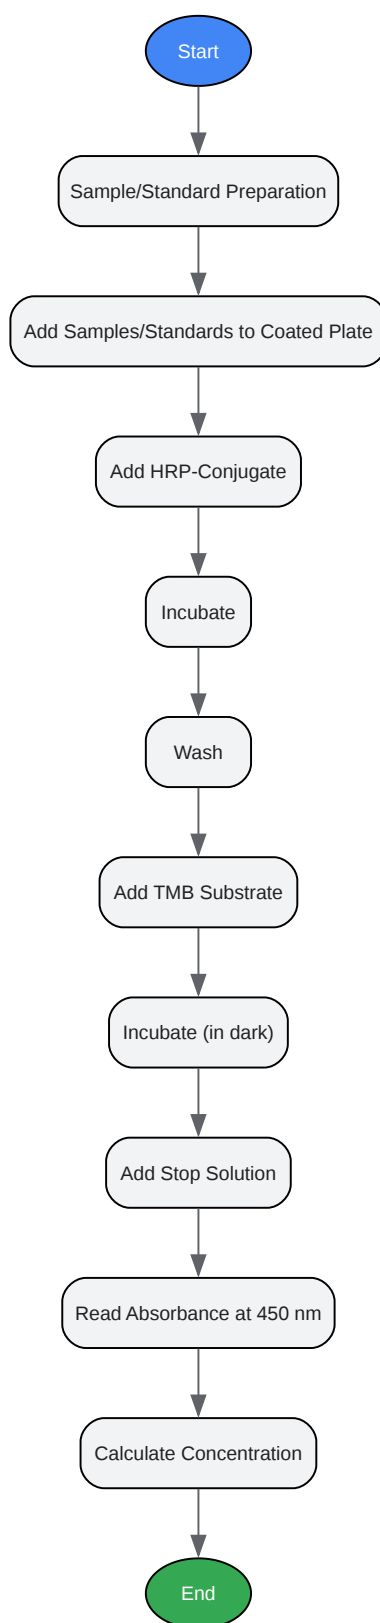 Start
Sample/Standard Preparation
Add Samples/Standards to Coated Plate
Add HRP-Conjugate
Incubate
Wash
Add TMB Substrate
Incubate (in dark)
Add Stop Solution
Read Absorbance at 450 nm
Calculate Concentration
End